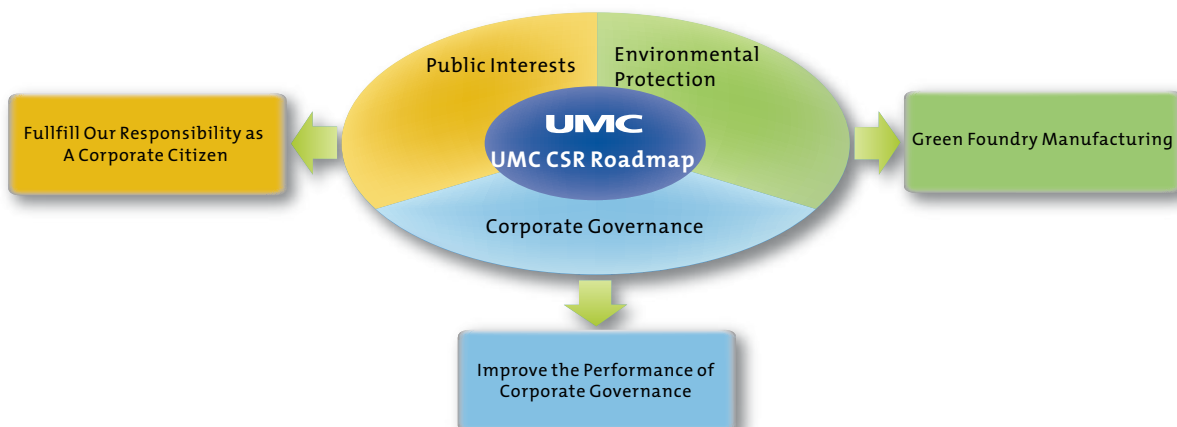 Public Interests
Environmental
Protection
Fullfill Our Responsibility as
A Corporate Citizen
UMC
UMC CSR Roadmap
Green Foundry Manufacturing
Corporate Governance
Improve the Performance of
Corporate Governance